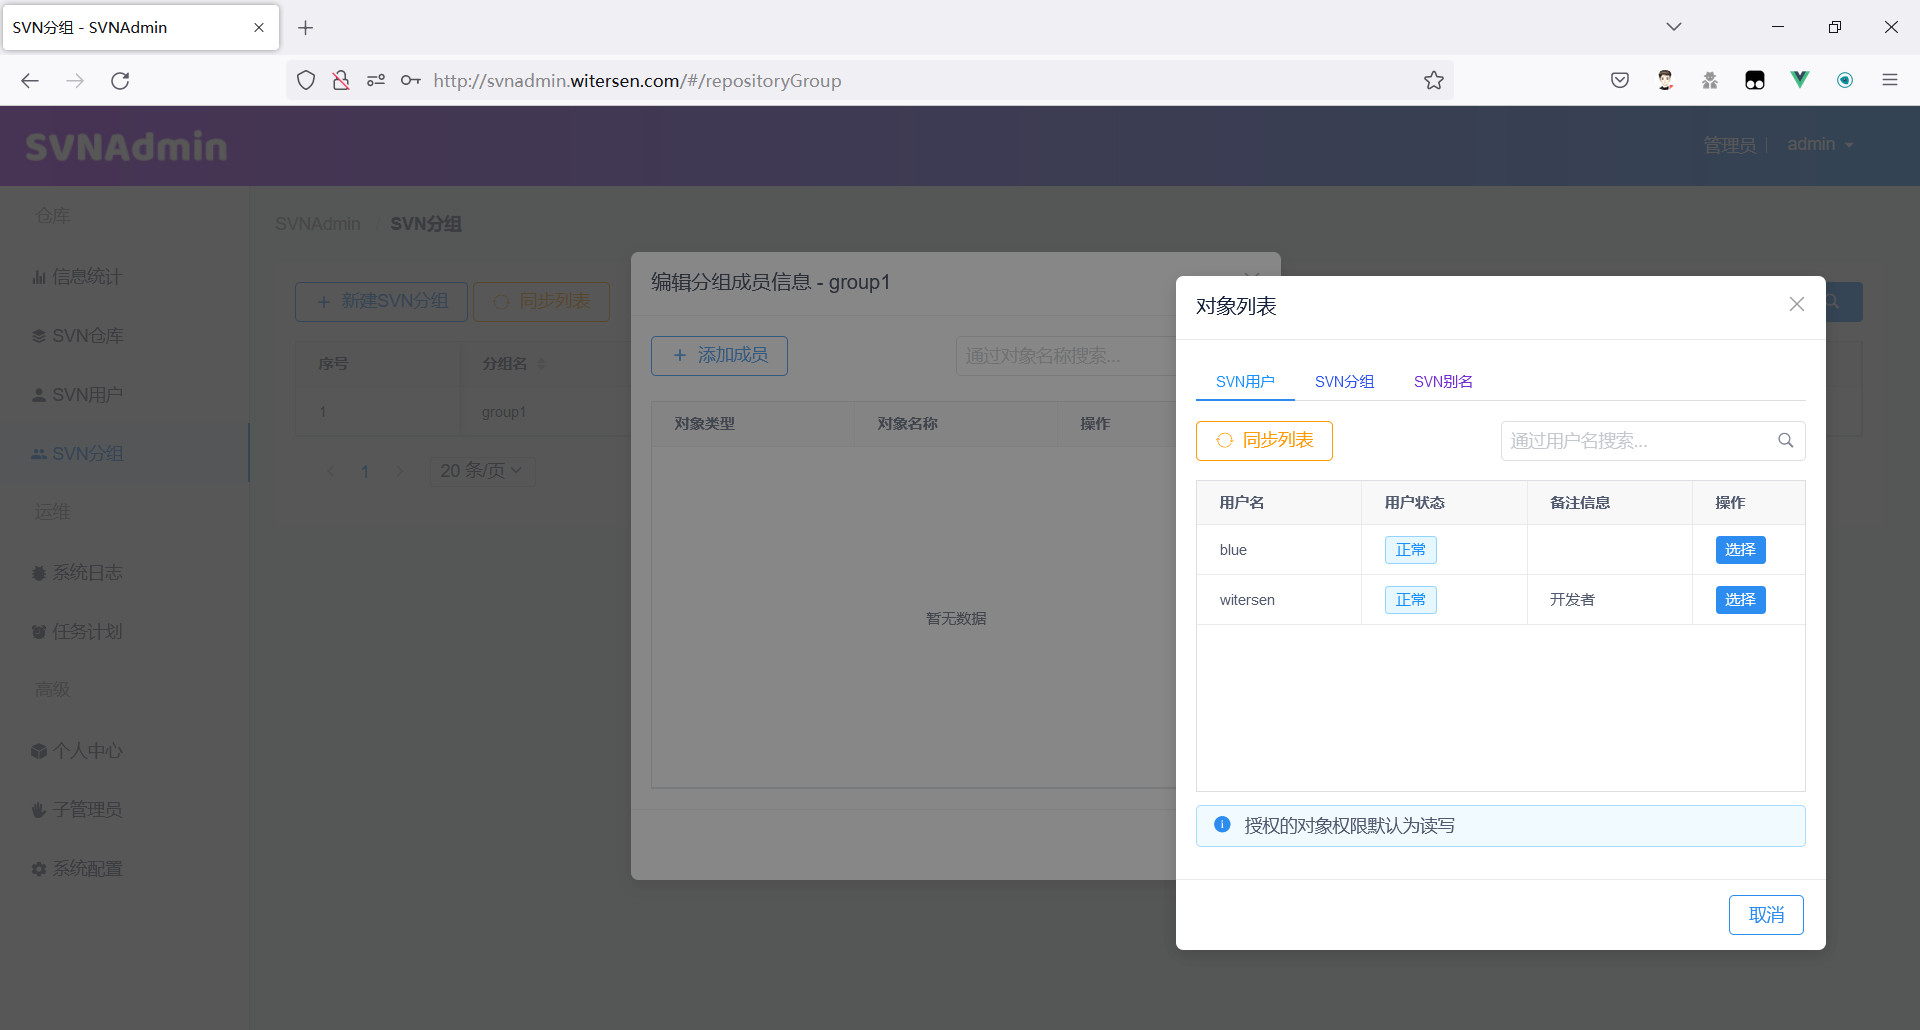 SVN分组 - SVNAdmin
http://svnadmin.witersen.com/#/repositoryGroup
SVNAdmin
管理员 | admin
仓库
信息统计
SVN仓库
SVN用户
SVN分组
运维
系统日志
任务计划
高级
个人中心
子管理员
系统配置
SVNAdmin / SVN分组
+ 新建SVN分组 同步列表
序号 分组名
1 group1
1 20 条/页
编辑分组成员信息 - group1
+ 添加成员 通过对象名称搜索...
对象类型 对象名称 操作
暂无数据
对象列表
SVN用户 SVN分组 SVN别名
同步列表 通过用户名搜索...
用户名 用户状态 备注信息 操作
blue 正常 选择
witersen 正常 开发者 选择
授权的对象权限默认为读写
取消